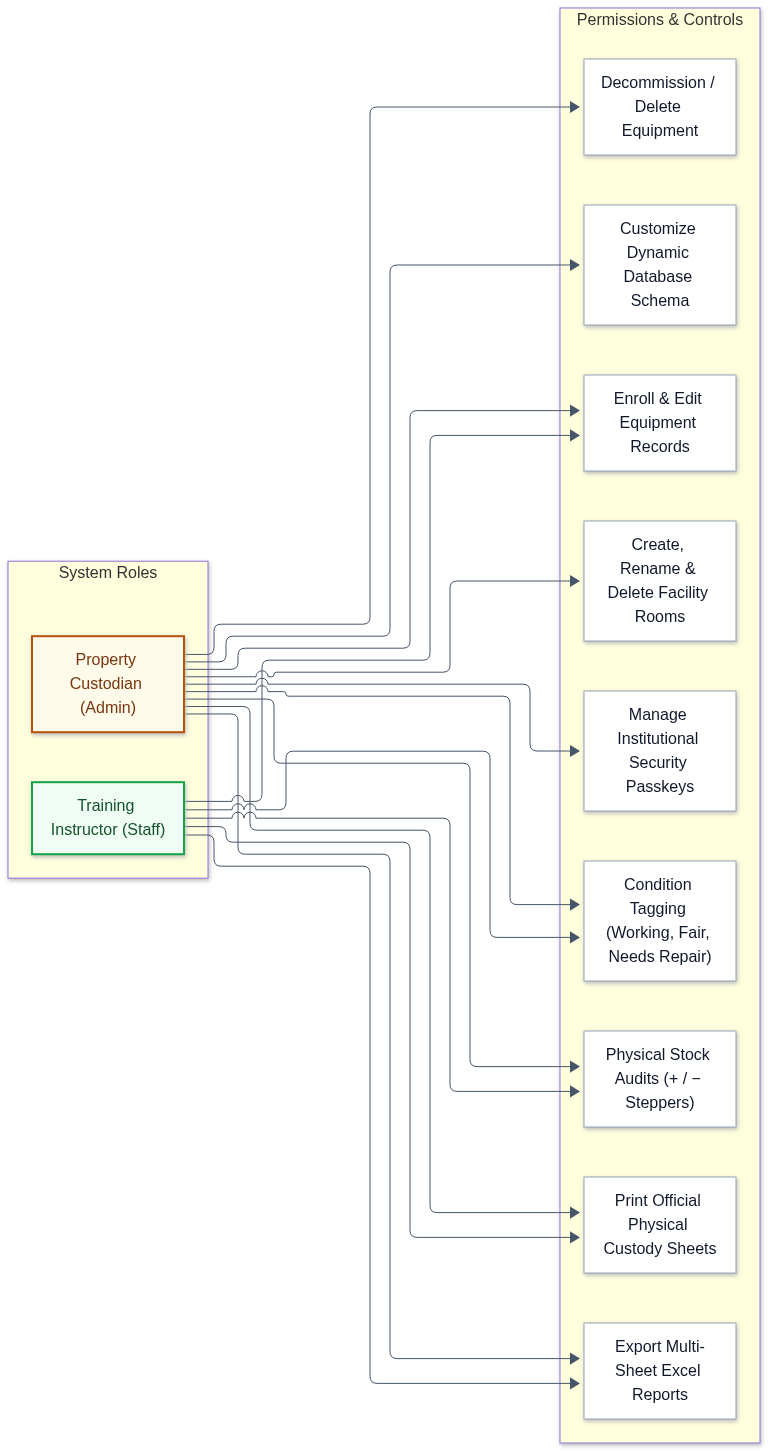 Permissions & Controls
Decommission /
Delete
Equipment
Customize
Dynamic
Database
Schema
Enroll & Edit
Equipment
Records
Create,
Rename &
Delete Facility
Rooms
System Roles
Property
Custodian
(Admin)
Training
Instructor (Staff)
Manage
Institutional
Security
Passkeys
Condition
Tagging
(Working, Fair,
Needs Repair)
Physical Stock
Audits (+ / −
Steppers)
Print Official
Physical
Custody Sheets
Export Multi-
Sheet Excel
Reports